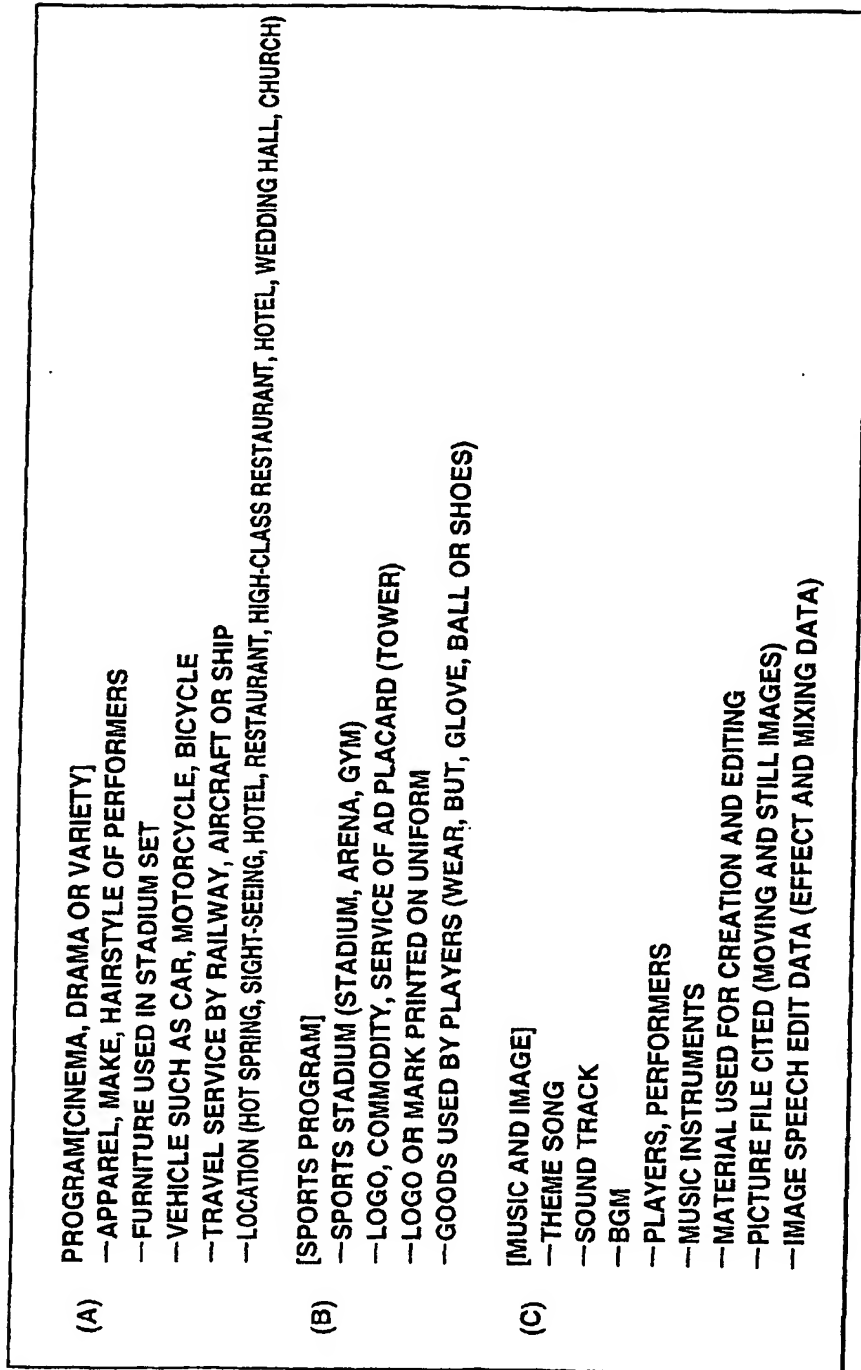 (A) PROGRAM[CINEMA, DRAMA OR VARIETY]
—APPAREL, MAKE, HAIRSTYLE OF PERFORMERS
—FURNITURE USED IN STADIUM SET
—VEHICLE SUCH AS CAR, MOTORCYCLE, BICYCLE
—TRAVEL SERVICE BY RAILWAY, AIRCRAFT OR SHIP
—LOCATION (HOT SPRING, SIGHT-SEEING, HOTEL, RESTAURANT, HIGH-CLASS RESTAURANT, HOTEL, WEDDING HALL, CHURCH)
(B) [SPORTS PROGRAM]
—SPORTS STADIUM (STADIUM, ARENA, GYM)
—LOGO, COMMODITY, SERVICE OF AD PLACARD (TOWER)
—LOGO OR MARK PRINTED ON UNIFORM
—GOODS USED BY PLAYERS (WEAR, BUT, GLOVE, BALL OR SHOES)
(C) [MUSIC AND IMAGE]
—THEME SONG
—SOUND TRACK
—BGM
—PLAYERS, PERFORMERS
—MUSIC INSTRUMENTS
—MATERIAL USED FOR CREATION AND EDITING
—PICTURE FILE CITED (MOVING AND STILL IMAGES)
—IMAGE SPEECH EDIT DATA (EFFECT AND MIXING DATA)